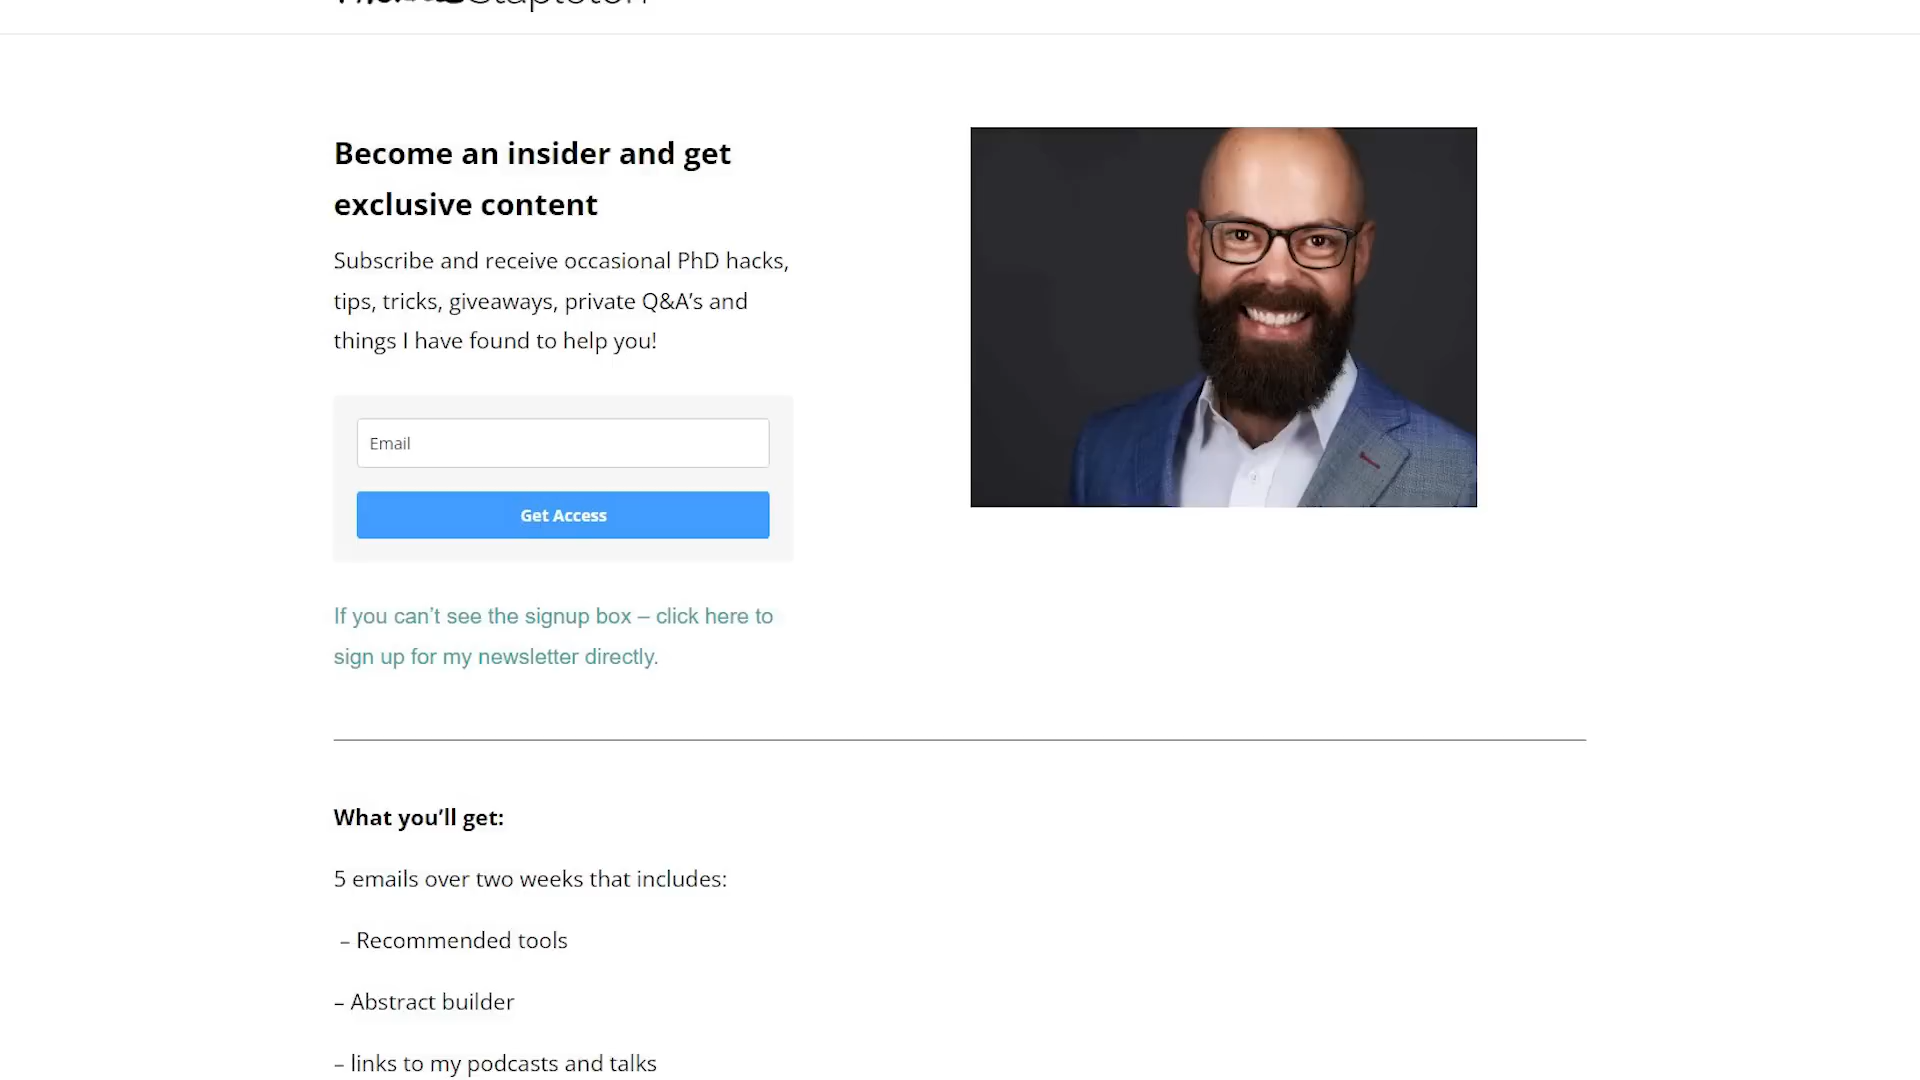 Become an insider and get
exclusive content
Subscribe and receive occasional PhD hacks,
tips, tricks, giveaways, private Q&A’s and
things I have found to help you!
Email
Get Access
If you can’t see the signup box – click here to
sign up for my newsletter directly.
What you’ll get:
5 emails over two weeks that includes:
– Recommended tools
– Abstract builder
– links to my podcasts and talks